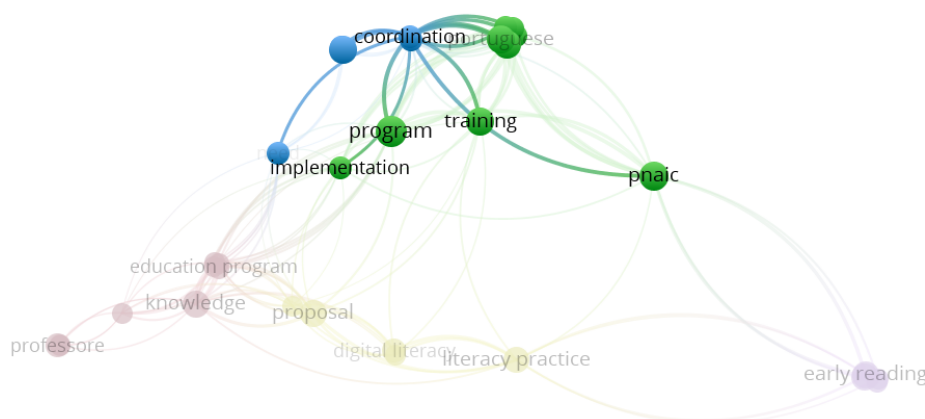 coordination
portuguese
program
training
implementation
pnaic
education program
knowledge
proposal
professore
digital literacy
literacy practice
early reading